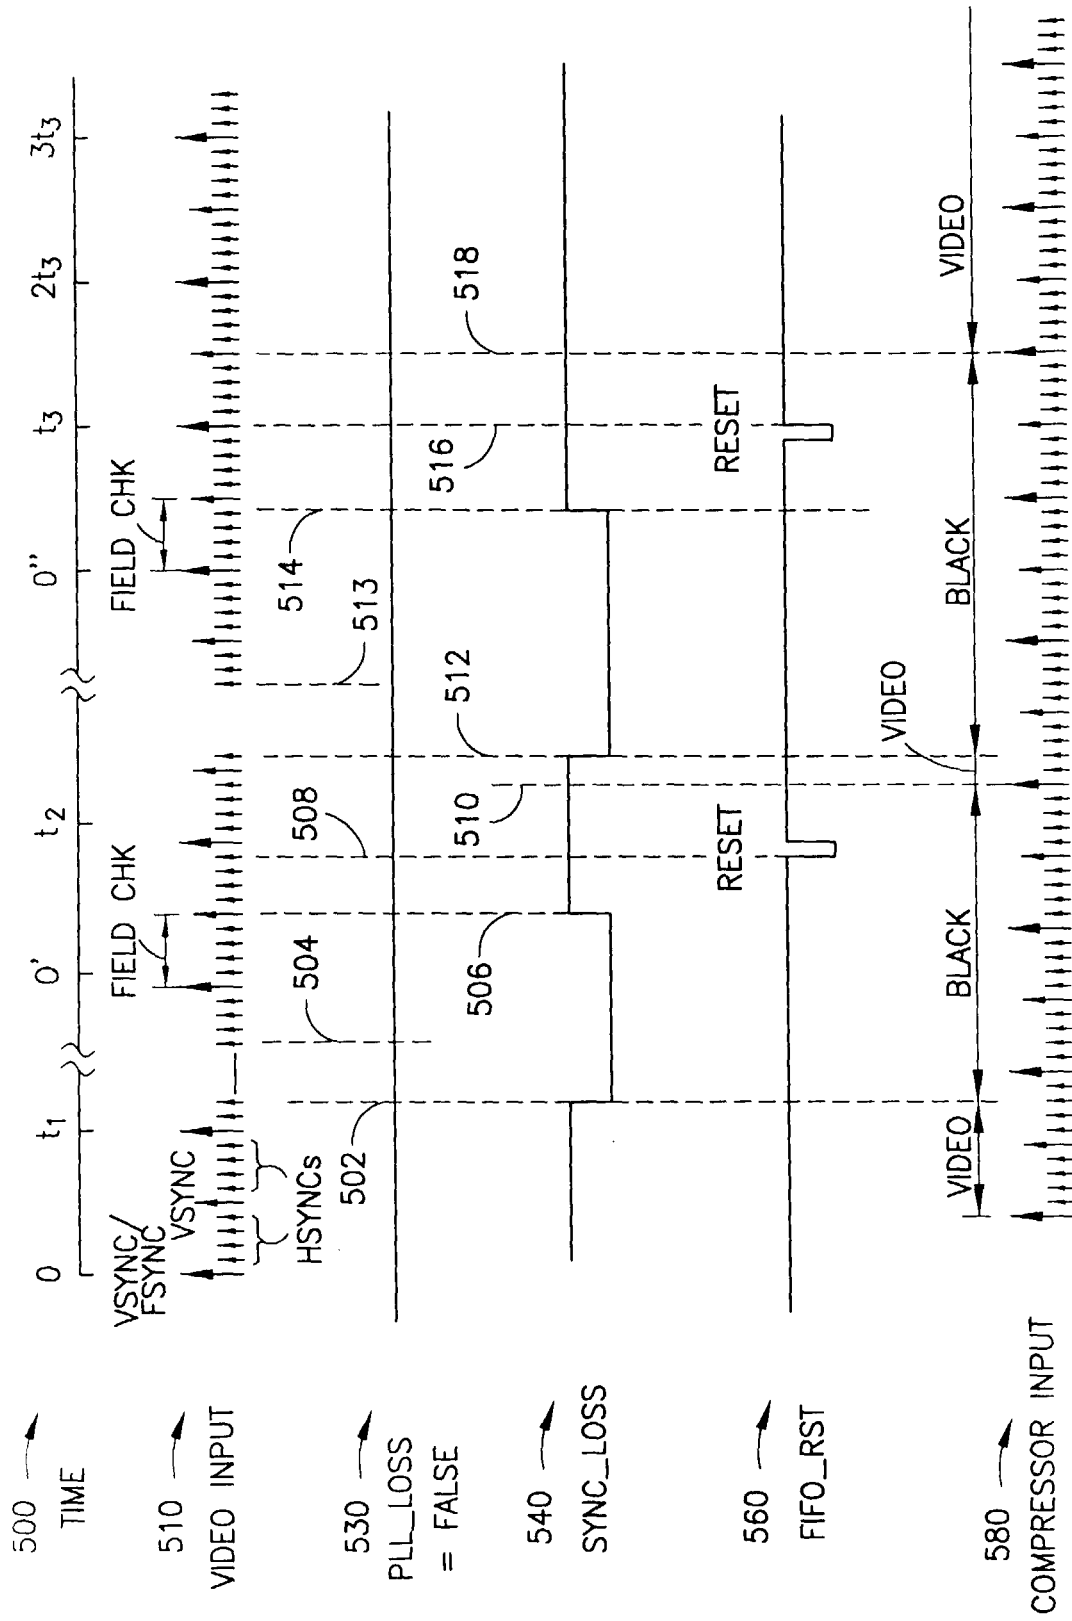 500
TIME
0
t1
0'
t2
0''
t3
2t3
3t3
510
VIDEO INPUT
VSYNC/
FSYNC
VSYNC
HSYNCs
FIELD CHK
FIELD CHK
530
PLL_LOSS
= FALSE
502
504
508
513
514
540
SYNC_LOSS
506
510
512
516
518
560
FIFO_RST
RESET
RESET
VIDEO
BLACK
VIDEO
BLACK
VIDEO
580
COMPRESSOR INPUT